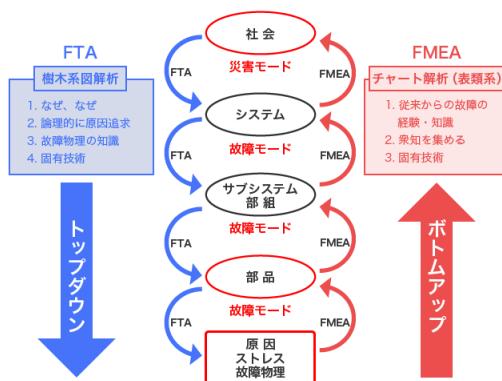 FTA
樹木系図解析
1. なぜ、なぜ
2. 論理的に原因追求
3. 故障物理の知識
4. 固有技術
トップダウン
社 会
災害モード
システム
故障モード
サブシステム
部 組
故障モード
部 品
故障モード
原 因
ストレス
故障物理
FTA
FTA
FTA
FTA
FMEA
FMEA
FMEA
FMEA
FMEA
チャート解析(表類系)
1. 従来からの故障の
経験・知識
2. 衆知を集める
3. 固有技術
ボトムアップ